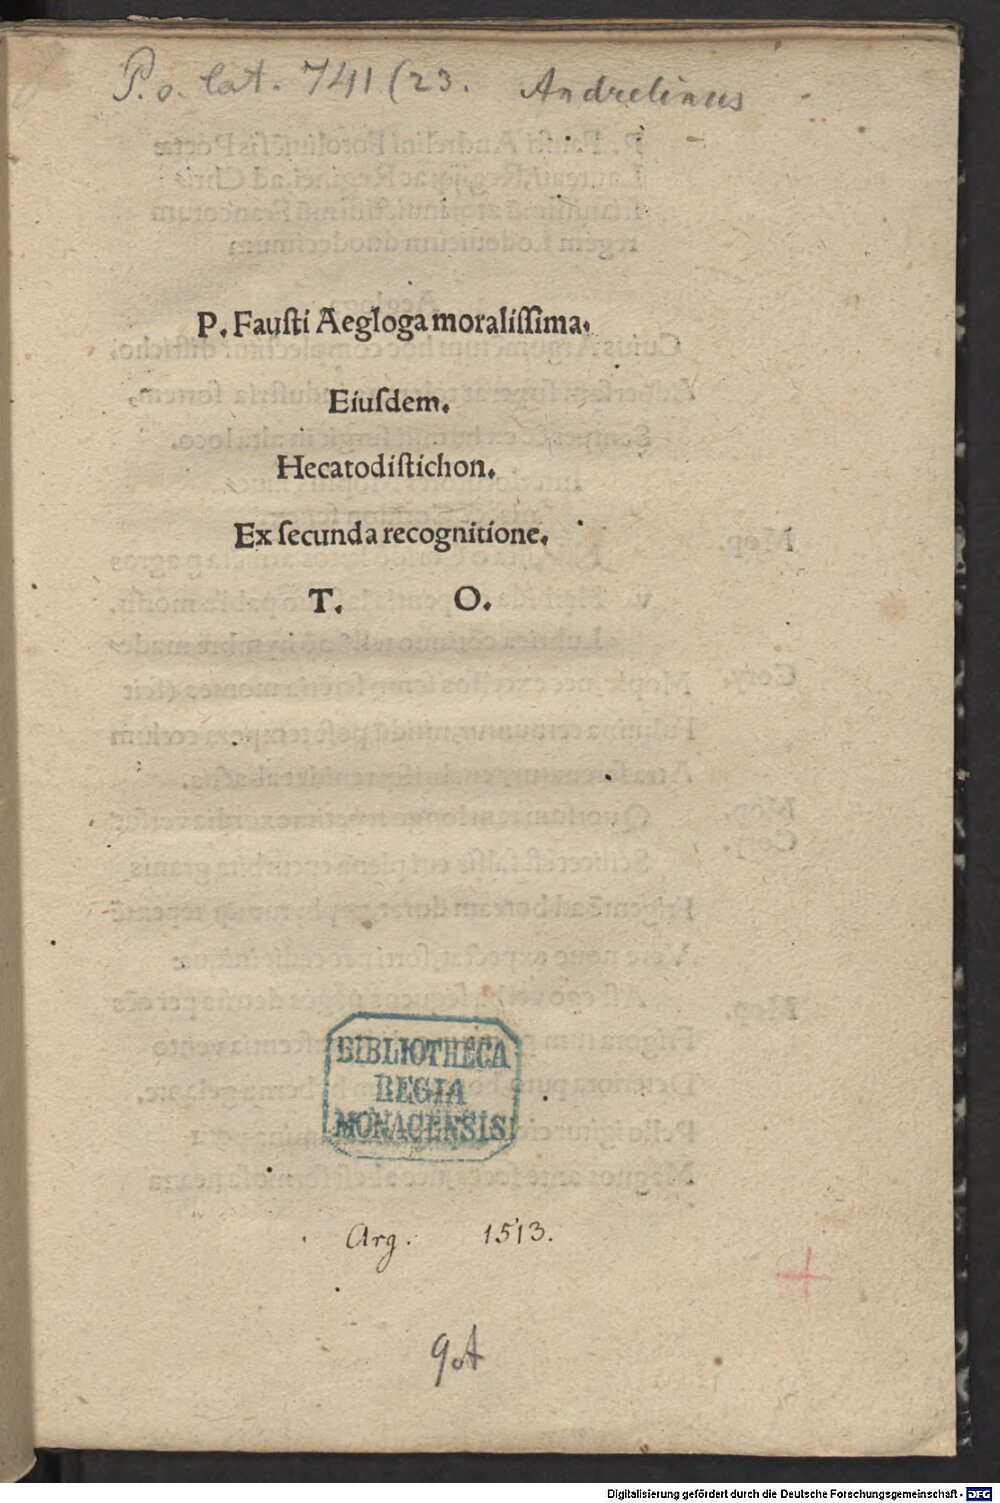 P. o. lat. 741 (23. Andrelinus
P. Fauſti Aegloga moraliſſima.
Eiuſdem.
Hecatodiſtichon.
Ex ſecunda recognitione.
T. O.
BIBLIOTHECA
REGIA
MONACENSIS
Arg. 1513.
Digitalisierung gefördert durch die Deutsche Forschungsgemeinschaft - DFG